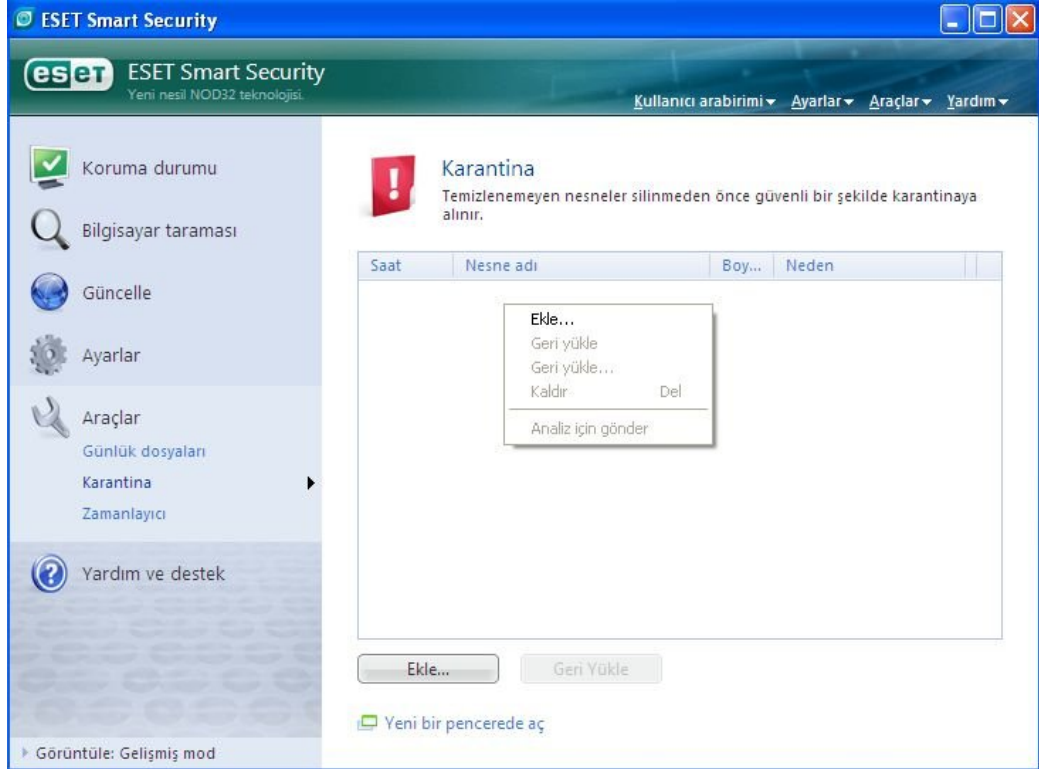 ESET Smart Security
eset ESET Smart Security
Yeni nesil NOD32 teknolojisi.
Kullanıcı arabirimi Ayarlar Araçlar Yardım
Koruma durumu
Bilgisayar taraması
Güncelle
Ayarlar
Araçlar
Günlük dosyaları
Karantina
Zamanlayıcı
Yardım ve destek
Görüntüle: Gelişmiş mod
Karantina
Temizlenemeyen nesneler silinmeden önce güvenli bir şekilde karantinaya
alınır.
Saat Nesne adı Boy... Neden
Ekle...
Geri yükle
Geri yükle...
Kaldır Del
Analiz için gönder
Ekle... Geri Yükle
Yeni bir pencerede aç